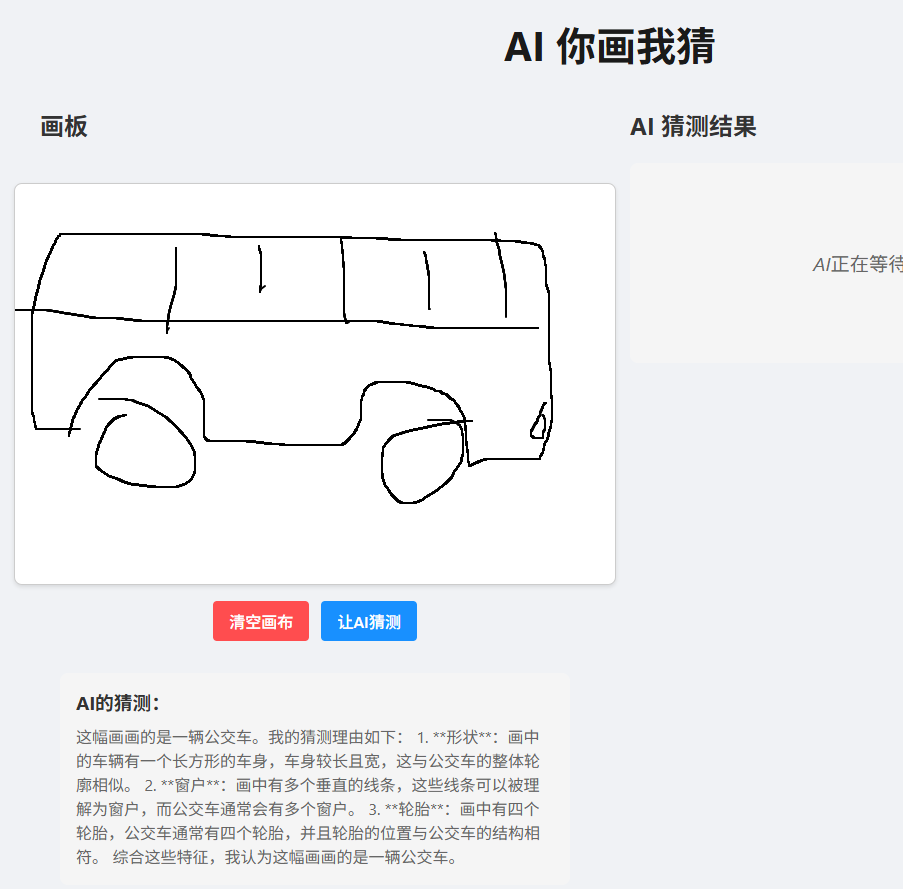 AI 你画我猜
画板
AI 猜测结果
AI正在等待
清空画布
让AI猜测
AI的猜测：
这幅画画的是一辆公交车。我的猜测理由如下： 1. **形状**：画中
的车辆有一个长方形的车身，车身较长且宽，这与公交车的整体轮
廓相似。 2. **窗户**：画中有多个垂直的线条，这些线条可以被理
解为窗户，而公交车通常会有多个窗户。 3. **轮胎**：画中有四个
轮胎，公交车通常有四个轮胎，并且轮胎的位置与公交车的结构相
符。 综合这些特征，我认为这幅画画的是一辆公交车。